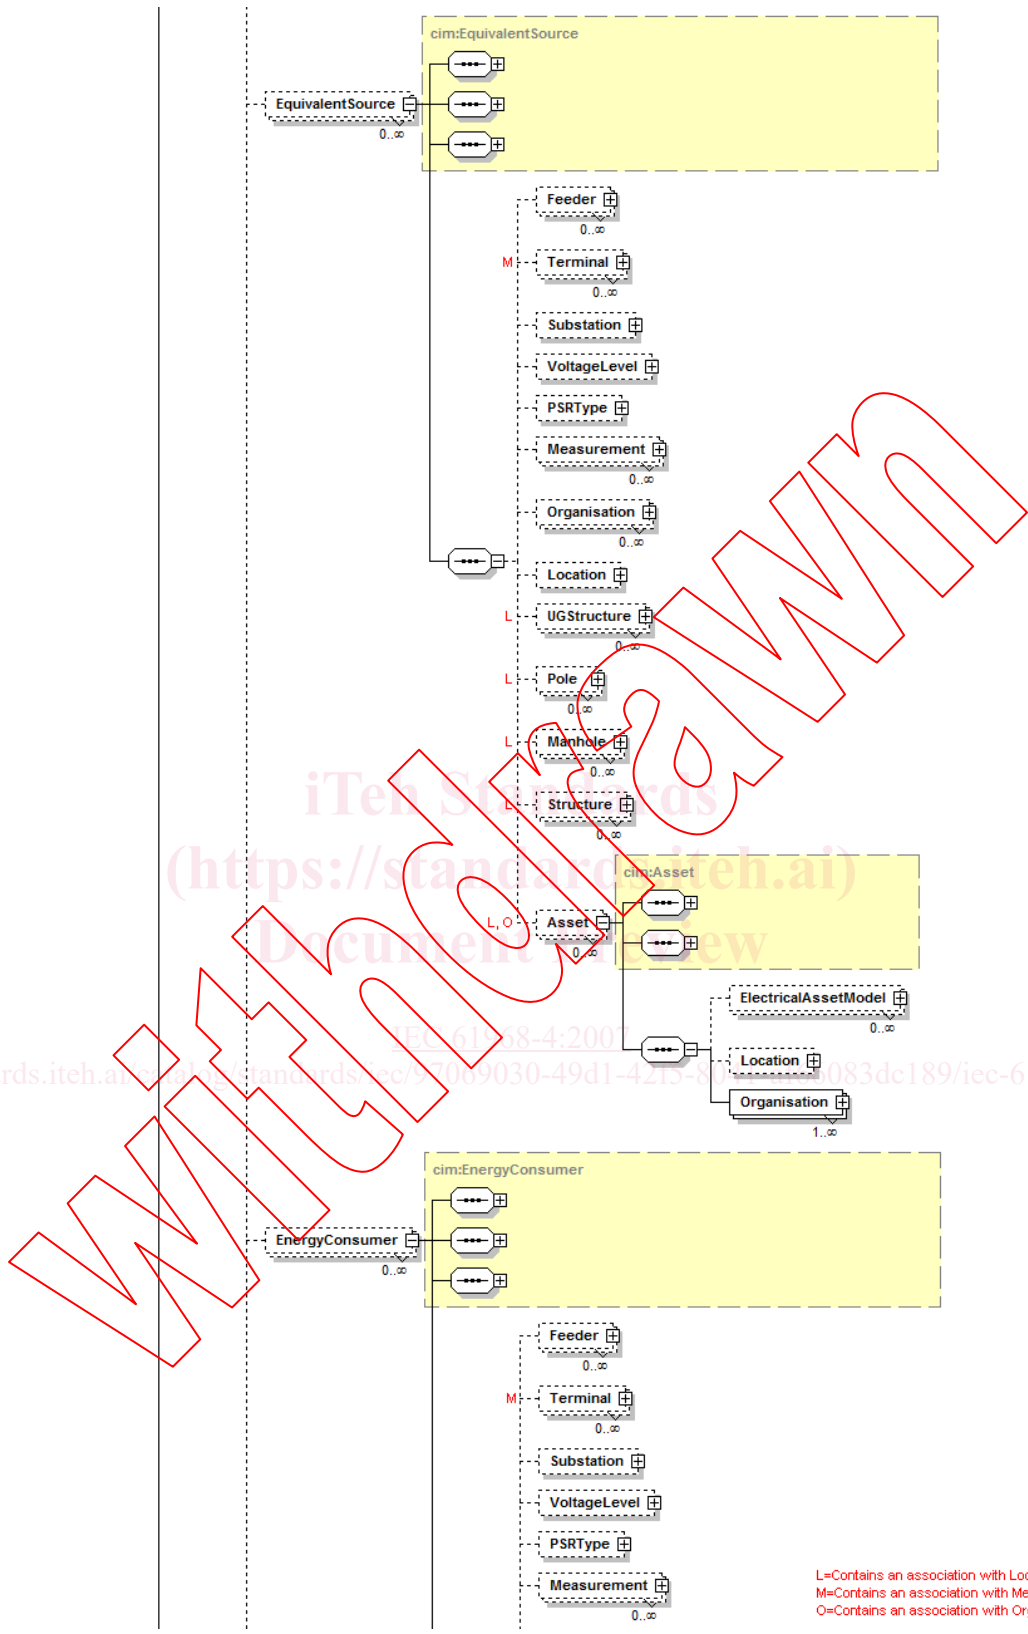 cim:EquivalentSource
EquivalentSource
0..∞
Feeder
0..∞
M
Terminal
0..∞
Substation
VoltageLevel
PSRType
Measurement
0..∞
Organisation
0..∞
Location
L
UGStructure
0..∞
L
Pole
0..∞
L
Manhole
0..∞
L
Structure
0..∞
iTeh Standards
(https://standards.iteh.ai)
Document Preview
cim:Asset
L, O
Asset
0..∞
ElectricalAssetModel
0..∞
IEC 61968-4:2007
Location
Organisation
1..∞
withdrawn
cim:EnergyConsumer
EnergyConsumer
0..∞
Feeder
0..∞
M
Terminal
0..∞
Substation
VoltageLevel
PSRType
Measurement
0..∞
L=Contains an association with Loc
M=Contains an association with Me
O=Contains an association with Or